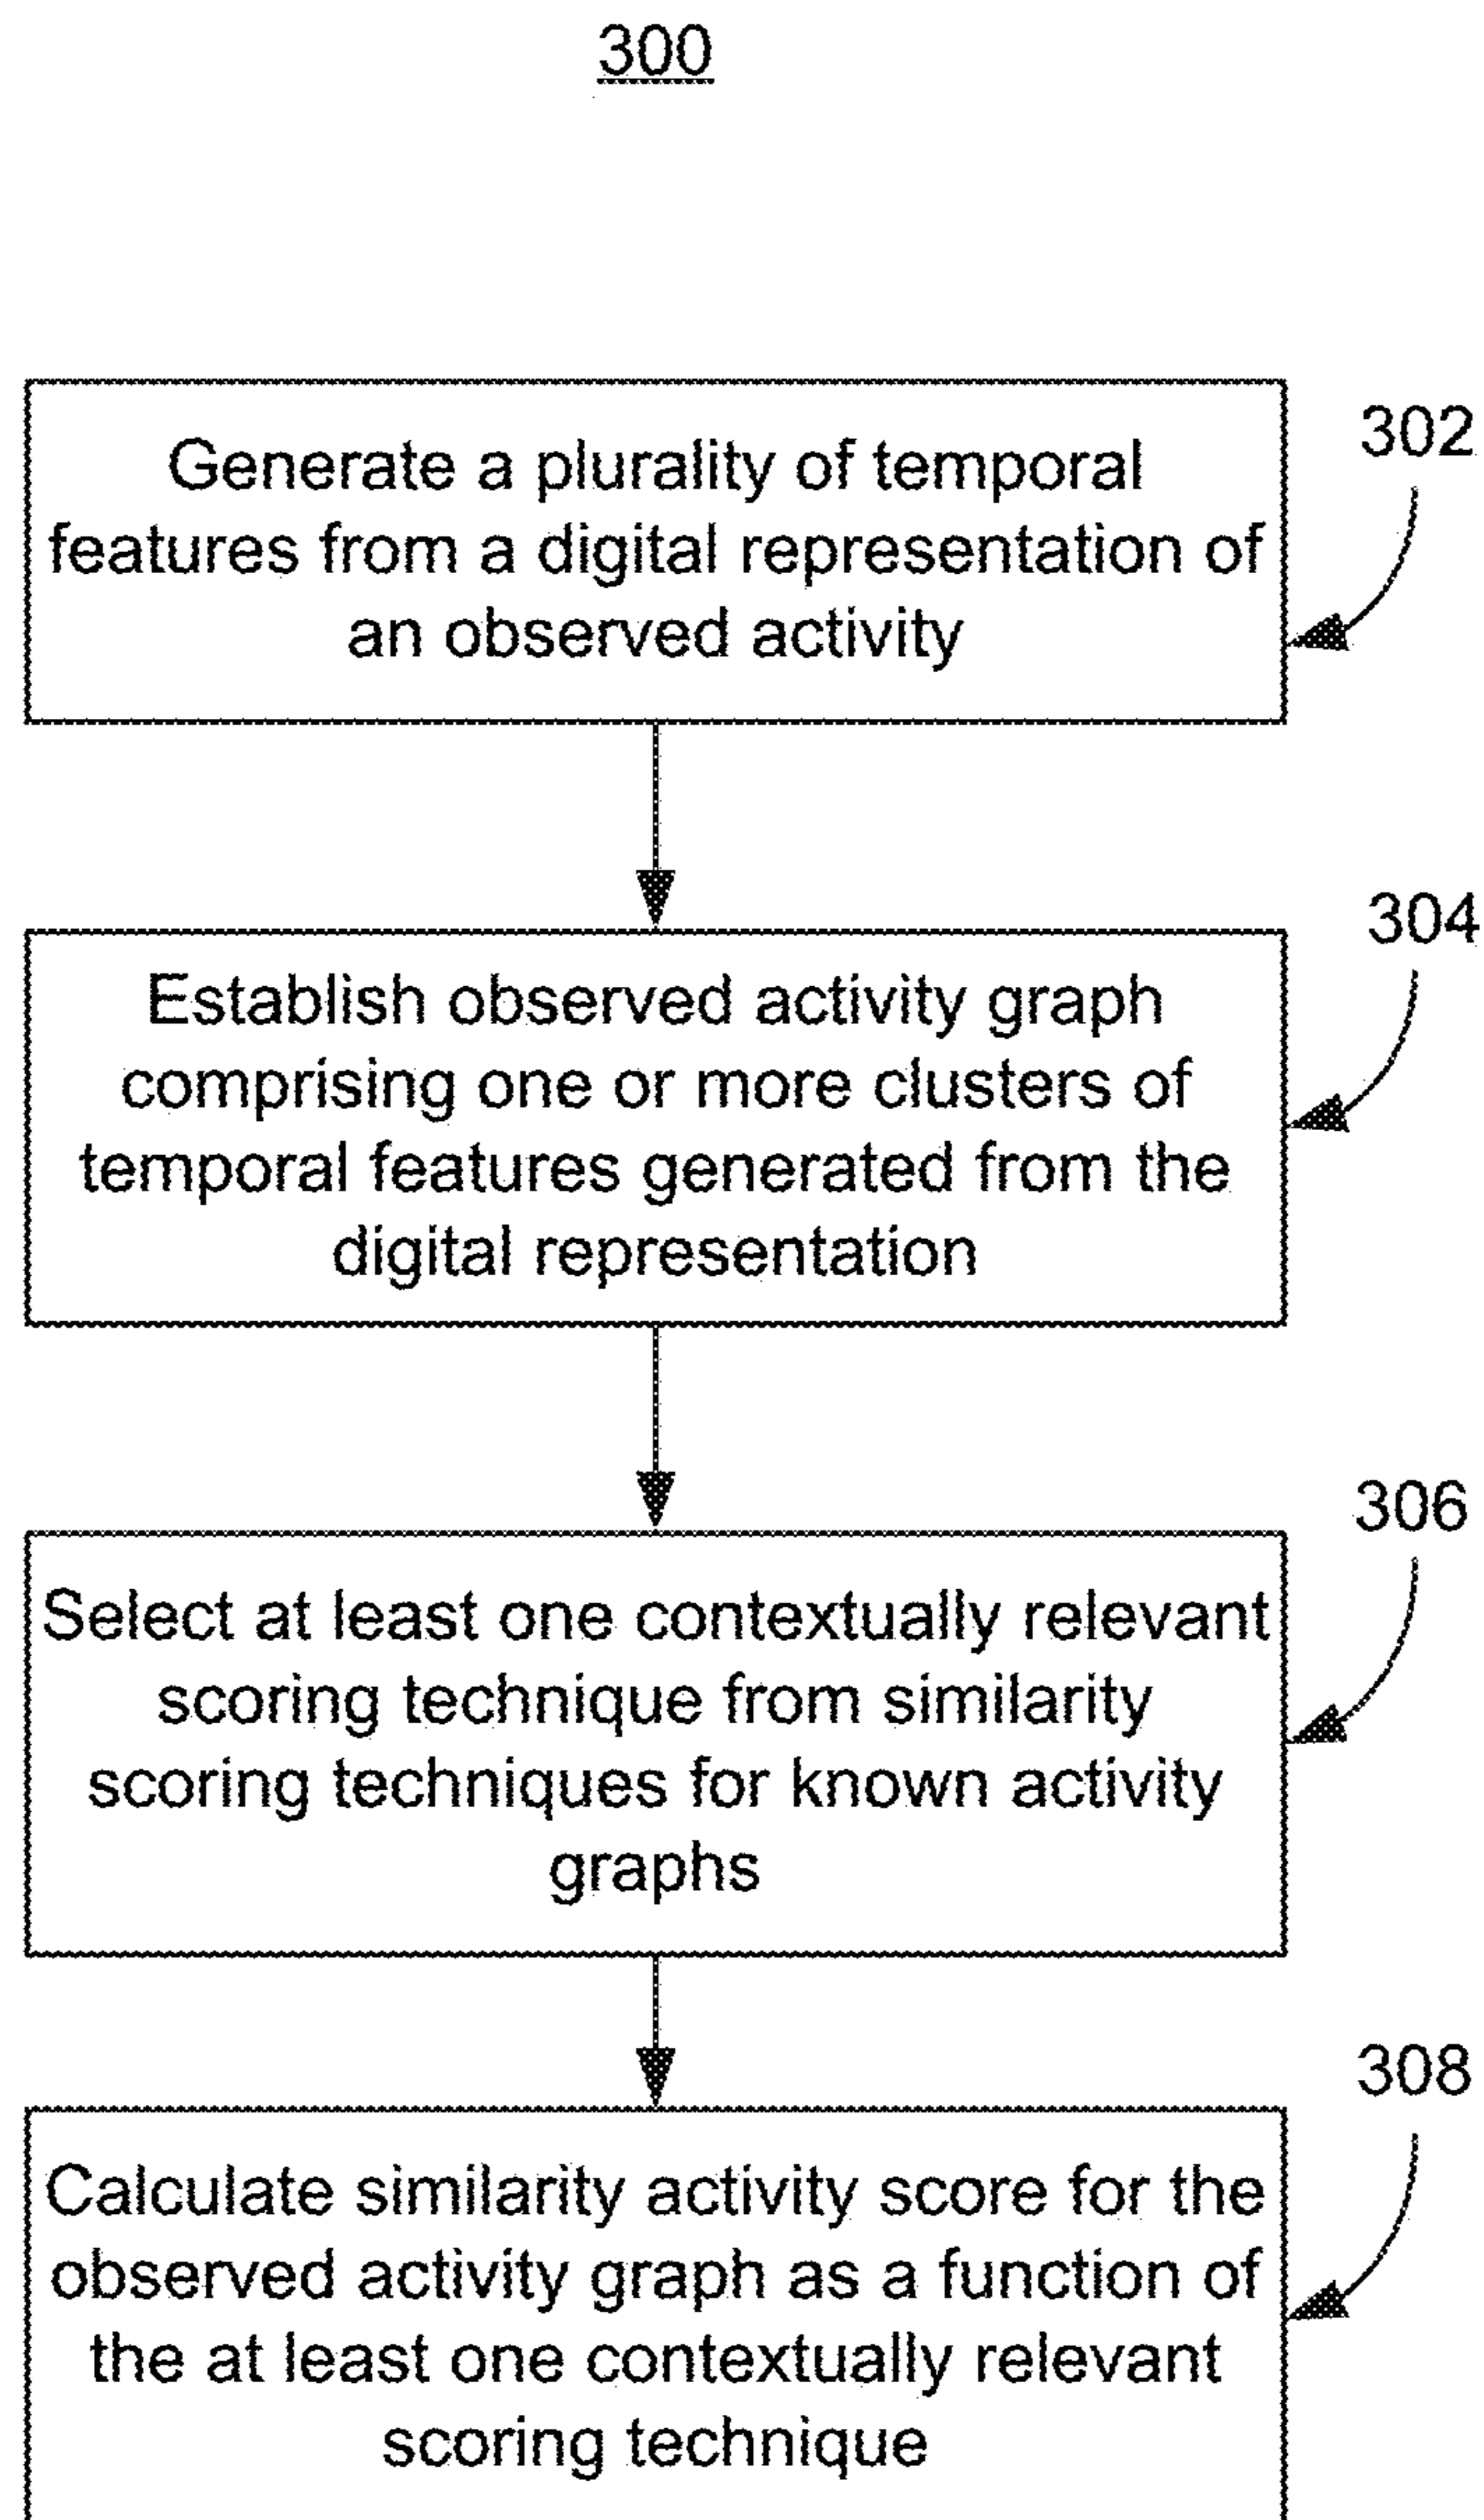 300
302
Generate a plurality of temporal
features from a digital representation of
an observed activity
304
Establish observed activity graph
comprising one or more clusters of
temporal features generated from the
digital representation
306
Select at least one contextually relevant
scoring technique from similarity
scoring techniques for known activity
graphs
308
Calculate similarity activity score for the
observed activity graph as a function of
the at least one contextually relevant
scoring technique